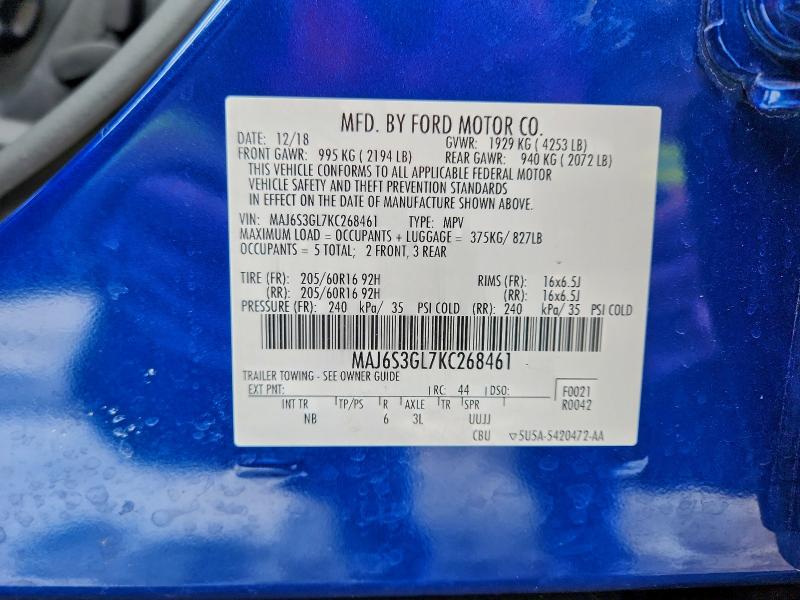 MFD. BY FORD MOTOR CO.
DATE: 12/18 GVWR: 1929 KG ( 4253 LB)
FRONT GAWR: 995 KG ( 2194 LB) REAR GAWR: 940 KG ( 2072 LB)
THIS VEHICLE CONFORMS TO ALL APPLICABLE FEDERAL MOTOR
VEHICLE SAFETY AND THEFT PREVENTION STANDARDS
IN EFFECT ON THE DATE OF MANUFACTURE SHOWN ABOVE.
VIN: MAJ6S3GL7KC268461 TYPE: MPV
MAXIMUM LOAD = OCCUPANTS + LUGGAGE = 375KG/ 827LB
OCCUPANTS = 5 TOTAL; 2 FRONT, 3 REAR
TIRE (FR): 205/60R16 92H RIMS (FR): 16x6.5J
(RR): 205/60R16 92H (RR): 16x6.5J
PRESSURE (FR): 240 kPa/ 35 PSI COLD (RR): 240 kPa/ 35 PSI COLD
MAJ6S3GL7KC268461
TRAILER TOWING - SEE OWNER GUIDE
EXT PNT: RC: 44 DSO: F0021
INT TR TP/PS R AXLE TR SPR R0042
NB 6 3L UUJJ
CBU 5U5A-5420472-AA